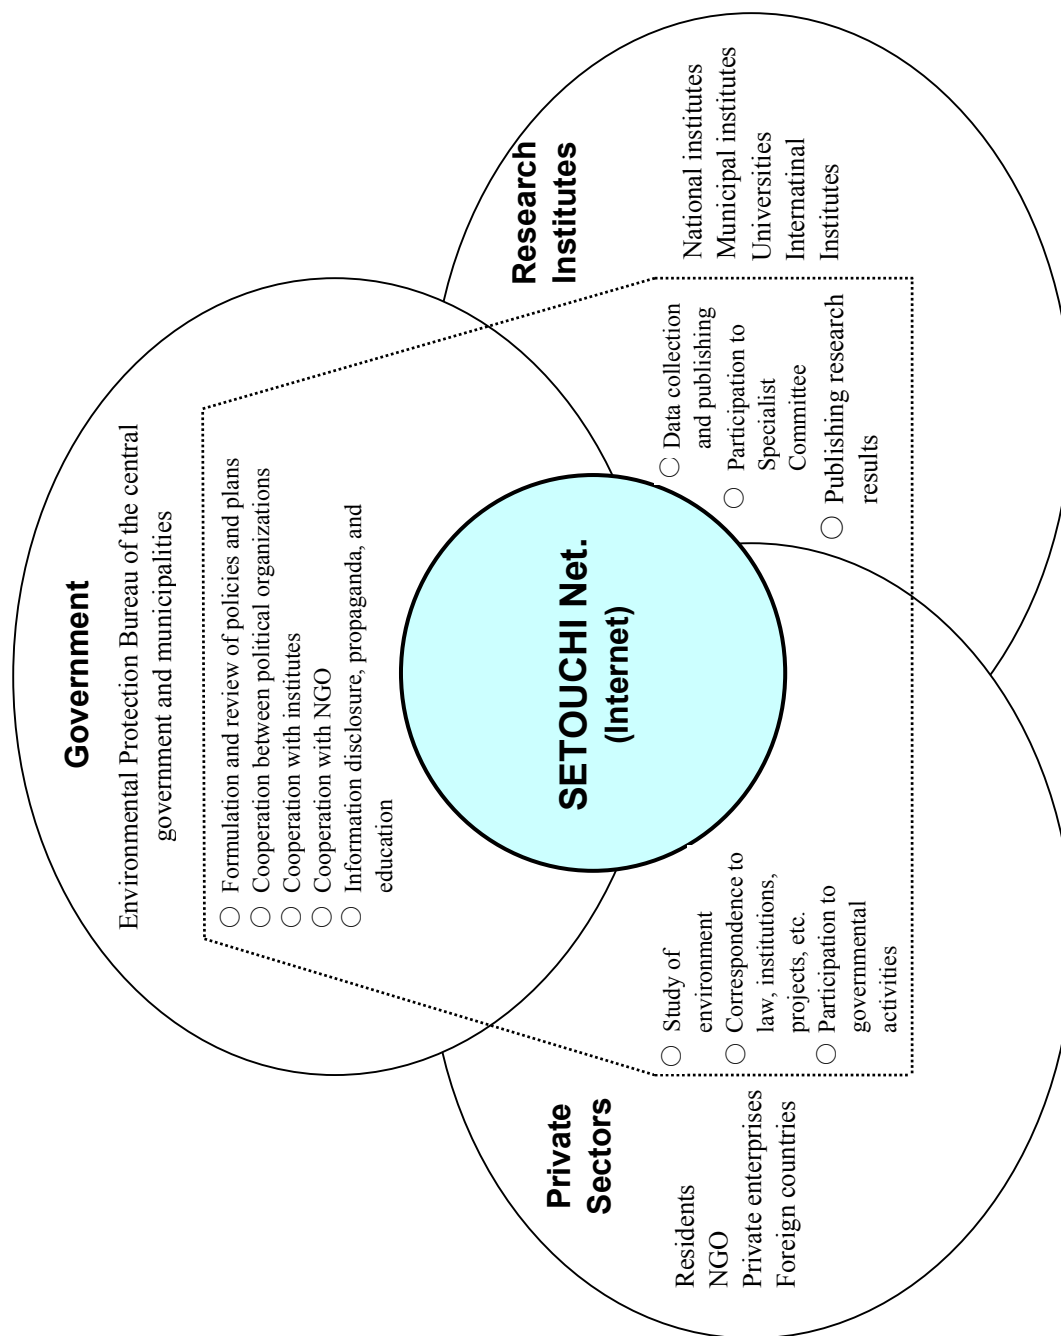 Government
Environmental Protection Bureau of the central
government and municipalities
○ Formulation and review of policies and plans
○ Cooperation between political organizations
○ Cooperation with institutes
○ Cooperation with NGO
○ Information disclosure, propaganda, and
education
SETOUCHI Net.
(Internet)
Private
Sectors
Residents
NGO
Private enterprises
Foreign countries
○ Study of
environment
○ Correspondence to
law, institutions,
projects, etc.
○ Participation to
governmental
activities
Research
Institutes
National institutes
Municipal institutes
Universities
Internatinal
Institutes
○ Data collection
and publishing
○ Participation to
Specialist
Committee
○ Publishing research
results